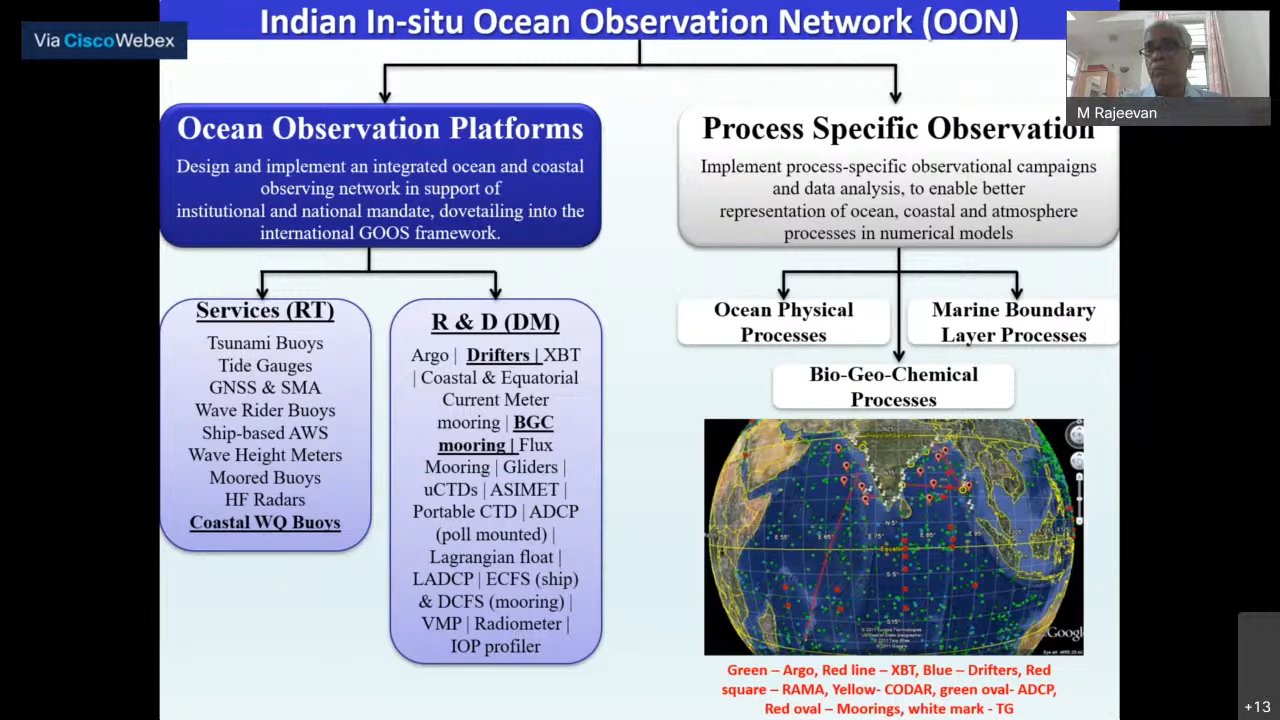 Indian In-situ Ocean Observation Network (OON)
Via CiscoWebex
M Rajeevan
Ocean Observation Platforms
Design and implement an integrated ocean and coastal
observing network in support of
institutional and national mandate, dovetailing into the
international GOOS framework.
Process Specific Observation
Implement process-specific observational campaigns
and data analysis, to enable better
representation of ocean, coastal and atmosphere
processes in numerical models
Services (RT)
Tsunami Buoys
Tide Gauges
GNSS & SMA
Wave Rider Buoys
Ship-based AWS
Wave Height Meters
Moored Buoys
HF Radars
Coastal WQ Buoys
R & D (DM)
Argo | Drifters | XBT
| Coastal & Equatorial
Current Meter
mooring | BGC
mooring | Flux
Mooring | Gliders |
uCTDs | ASIMET |
Portable CTD | ADCP
(poll mounted) |
Lagrangian float |
LADCP | ECFS (ship)
& DCFS (mooring) |
VMP | Radiometer |
IOP profiler
Ocean Physical
Processes
Marine Boundary
Layer Processes
Bio-Geo-Chemical
Processes
N 5°
Equator
S 5°
S 15°
Google
Green – Argo, Red line – XBT, Blue – Drifters, Red
square – RAMA, Yellow- CODAR, green oval- ADCP,
Red oval – Moorings, white mark - TG
+13